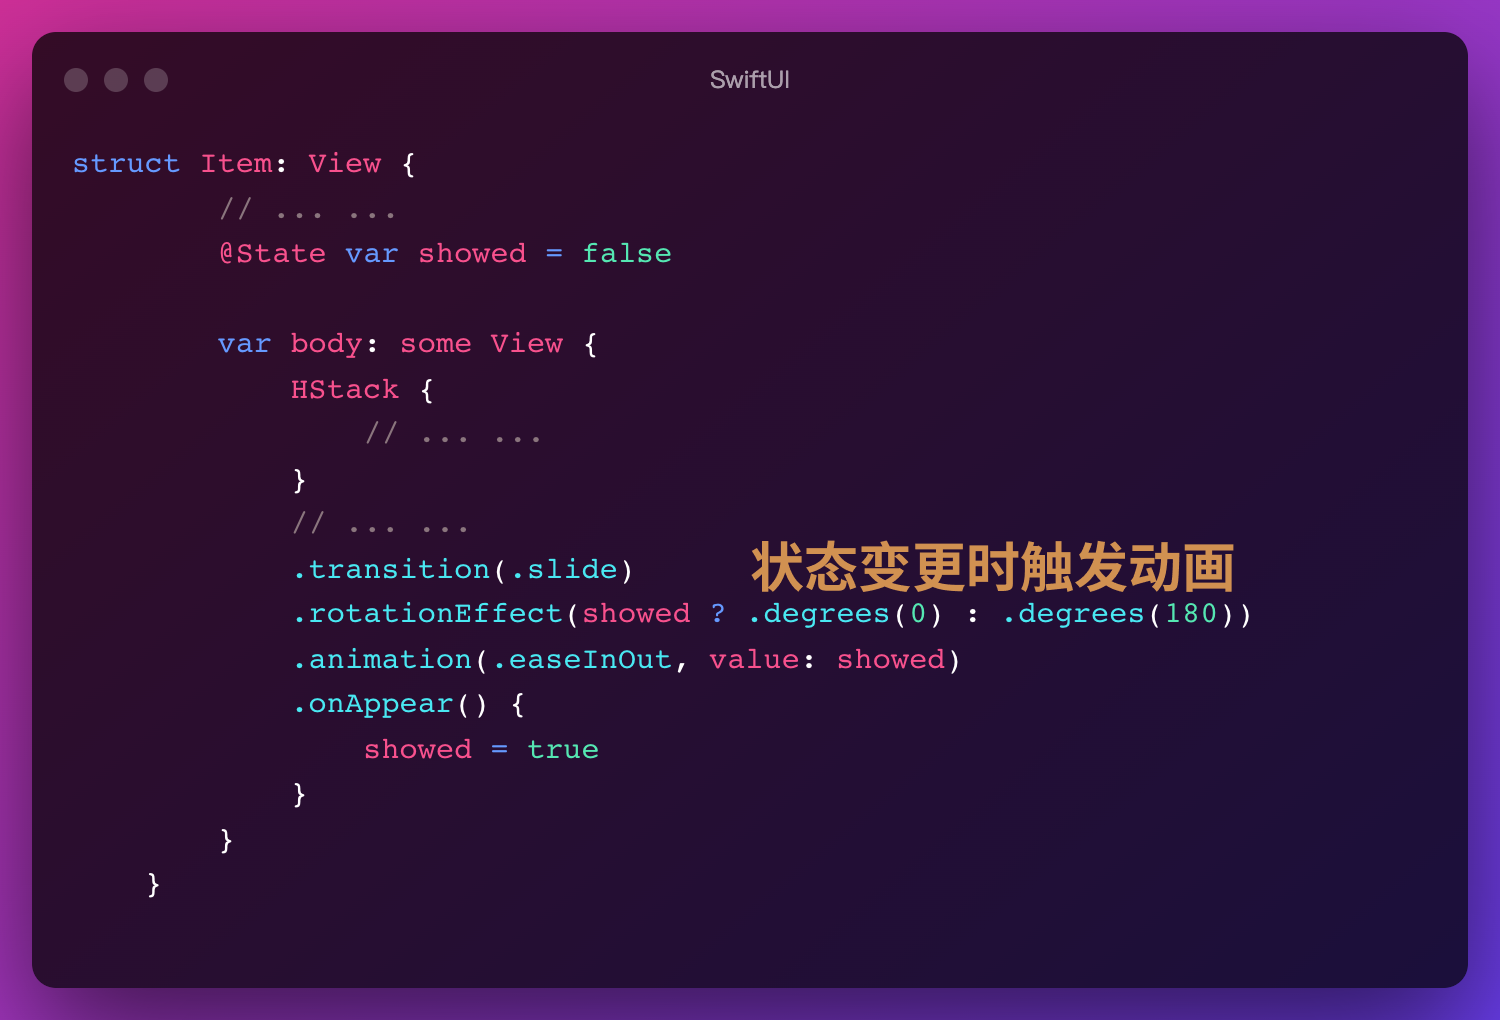 SwiftUI
struct Item: View {
// ... ...
@State var showed = false
var body: some View {
HStack {
// ... ...
}
// ... ...
.transition(.slide)
状态变更时触发动画
.rotationEffect(showed ? .degrees(0) : .degrees(180))
.animation(.easeInOut, value: showed)
.onAppear() {
showed = true
}
}
}